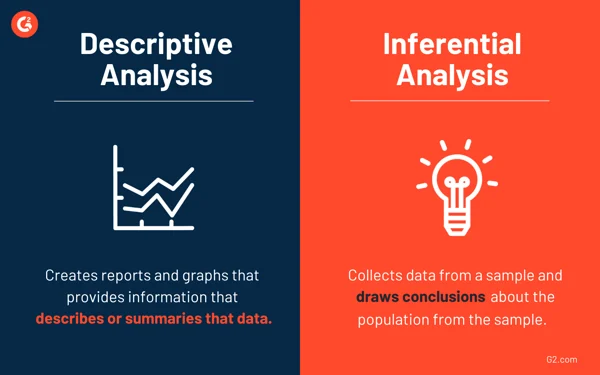 G2
Descriptive
Analysis
Creates reports and graphs that
provides information that
describes or summaries that data.
Inferential
Analysis
Collects data from a sample and
draws conclusions about the
population from the sample.
G2.com